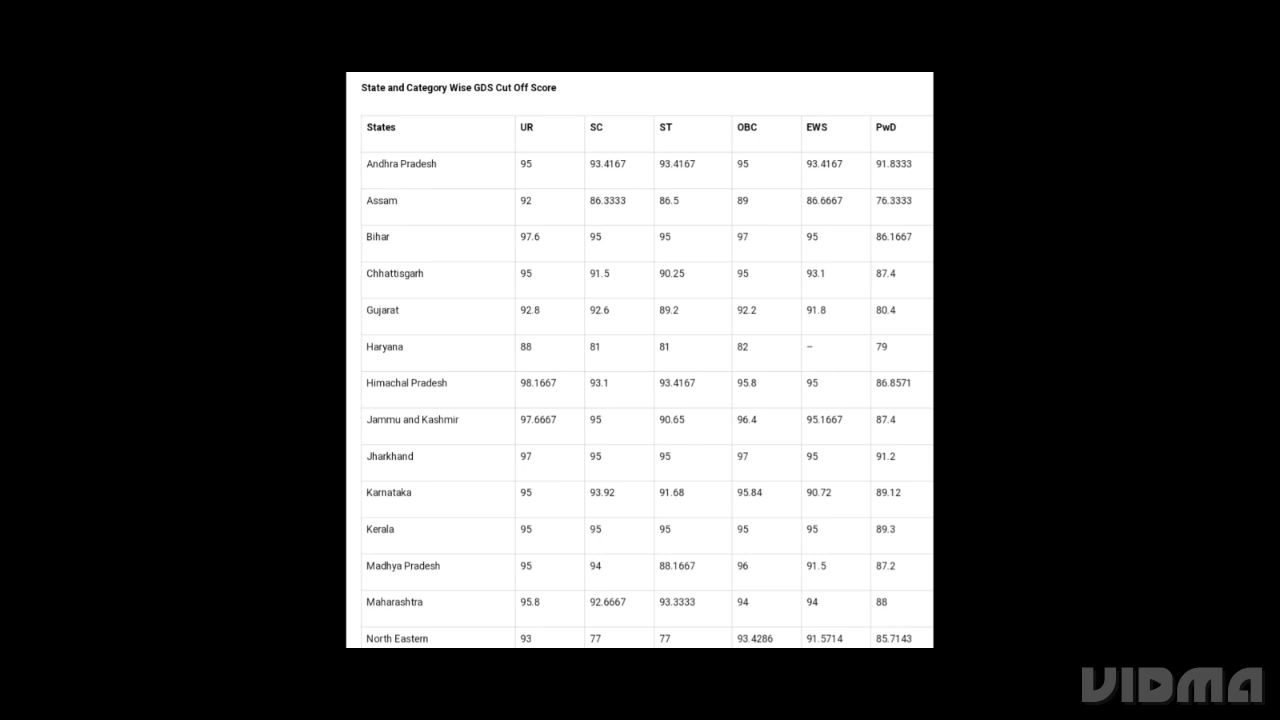 State and Category Wise GDS Cut Off Score
States UR SC ST OBC EWS PwD
Andhra Pradesh 95 93.4167 93.4167 95 93.4167 91.8333
Assam 92 86.3333 86.5 89 86.6667 76.3333
Bihar 97.6 95 95 97 95 86.1667
Chhattisgarh 95 91.5 90.25 95 93.1 87.4
Gujarat 92.8 92.6 89.2 92.2 91.8 80.4
Haryana 88 81 81 82 – 79
Himachal Pradesh 98.1667 93.1 93.4167 95.8 95 86.8571
Jammu and Kashmir 97.6667 95 90.65 96.4 95.1667 87.4
Jharkhand 97 95 95 97 95 91.2
Karnataka 95 93.92 91.68 95.84 90.72 89.12
Kerala 95 95 95 95 95 89.3
Madhya Pradesh 95 94 88.1667 96 91.5 87.2
Maharashtra 95.8 92.6667 93.3333 94 94 88
North Eastern 93 77 77 93.4286 91.5714 85.7143
VIDMA